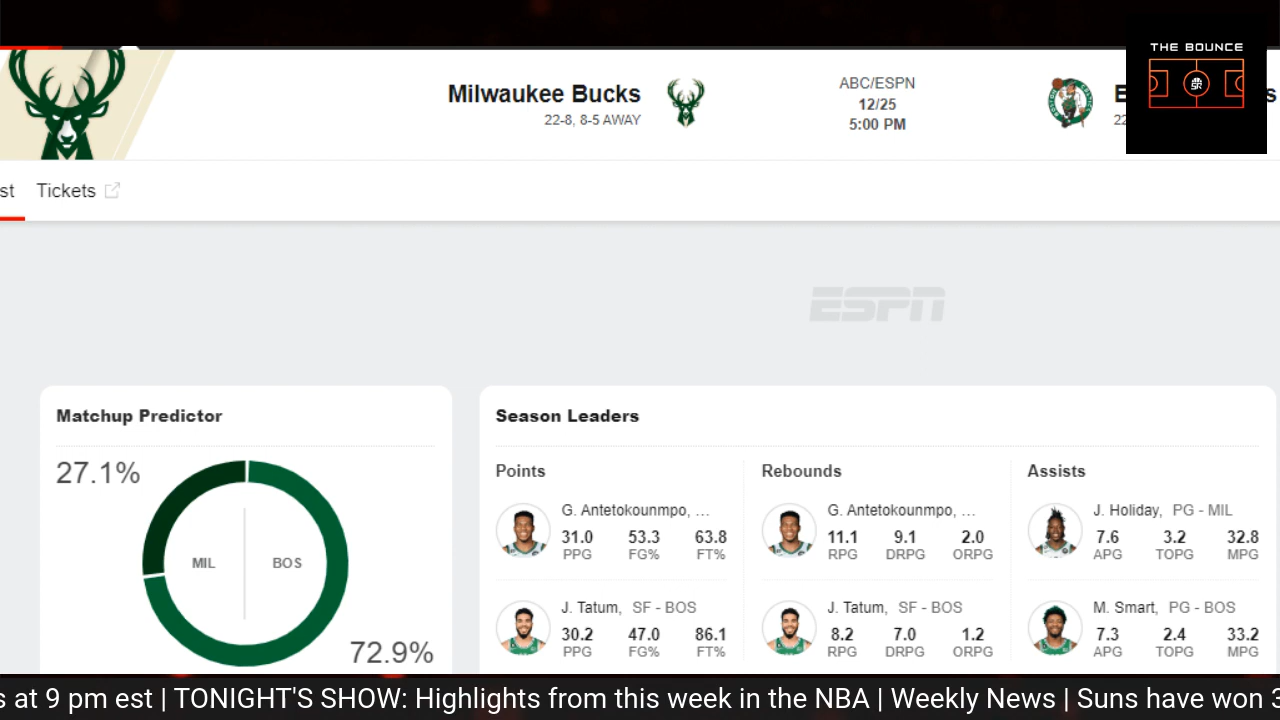 THE BOUNCE
SR
Milwaukee Bucks
22-8, 8-5 AWAY
ABC/ESPN
12/25
5:00 PM
st Tickets
ESPN
Matchup Predictor
27.1%
MIL BOS
72.9%
Season Leaders
Points Rebounds Assists
G. Antetokounmpo, ... G. Antetokounmpo, ... J. Holiday, PG - MIL
31.0 53.3 63.8 11.1 9.1 2.0 7.6 3.2 32.8
PPG FG% FT% RPG DRPG ORPG APG TOPG MPG
J. Tatum, SF - BOS J. Tatum, SF - BOS M. Smart, PG - BOS
30.2 47.0 86.1 8.2 7.0 1.2 7.3 2.4 33.2
PPG FG% FT% RPG DRPG ORPG APG TOPG MPG
s at 9 pm est | TONIGHT'S SHOW: Highlights from this week in the NBA | Weekly News | Suns have won 3